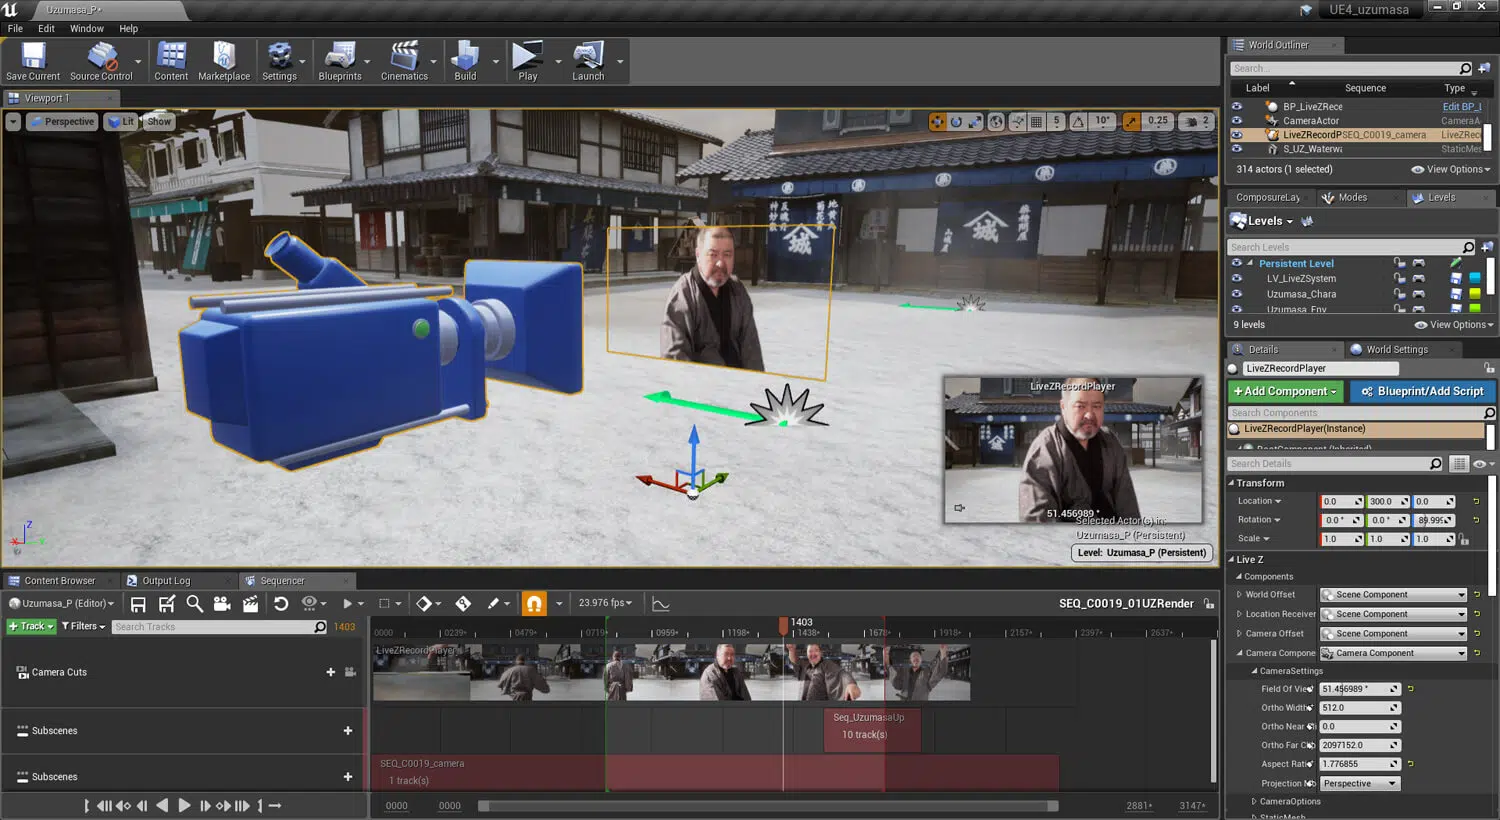 Uzumasa_P•
UE4_uzumasa
File Edit Window Help
Save Current Source Control Content Marketplace Settings Blueprints Cinematics Build Play Launch
Viewport 1
Perspective Lit Show
5 10° 0.25 2
城
城
LiveZRecordPlayer
51.456989 °
Selected Actor(s) in:
Uzumasa_P (Persistent)
Level: Uzumasa_P (Persistent)
Z
World Outliner
Search...
Label Sequence Type
BP_LiveZRece Edit BP_L
CameraActor CameraA
LiveZRecordP SEQ_C0019_camera LiveZRec
S_UZ_Waterwa StaticMes
314 actors (1 selected) View Options
ComposureLay Modes Levels
Levels
Search Levels
Persistent Level
LV_LiveZSystem
Uzumasa_Chara
Uzumasa_Env
9 levels View Options
Details World Settings
LiveZRecordPlayer
+Add Component Blueprint/Add Script
Search Components
LiveZRecordPlayer(Instance)
RootComponent (Inherited)
Search Details
Transform
Location 0.0 300.0 0.0
Rotation 0.0 ° 0.0 ° 89.999
Scale 1.0 1.0 1.0
Live Z
Components
World Offset Scene Component
Location Receiver Scene Component
Camera Offset Scene Component
Camera Compone Camera Component
CameraSettings
Field Of View 51.456989 °
Ortho Width 512.0
Ortho Near 0.0
Ortho Far Cl 2097152.0
Aspect Ratio 1.776855
Projection Perspective
CameraOptions
StaticMesh
Content Browser Output Log Sequencer
Uzumasa_P (Editor) 23.976 fps SEQ_C0019_01UZRender
+ Track Filters Search Tracks 1403
1403
0000 0239* 0479* 0719* 0959* 1198* 1438* 1678* 1918* 2157* 2397* 2637*
LiveZRecordPlayer
Camera Cuts
Subscenes
Seq_UzumasaUp
10 track(s)
Subscenes
SEQ_C0019_camera
1 track(s)
0000 0000 2881* 3147*